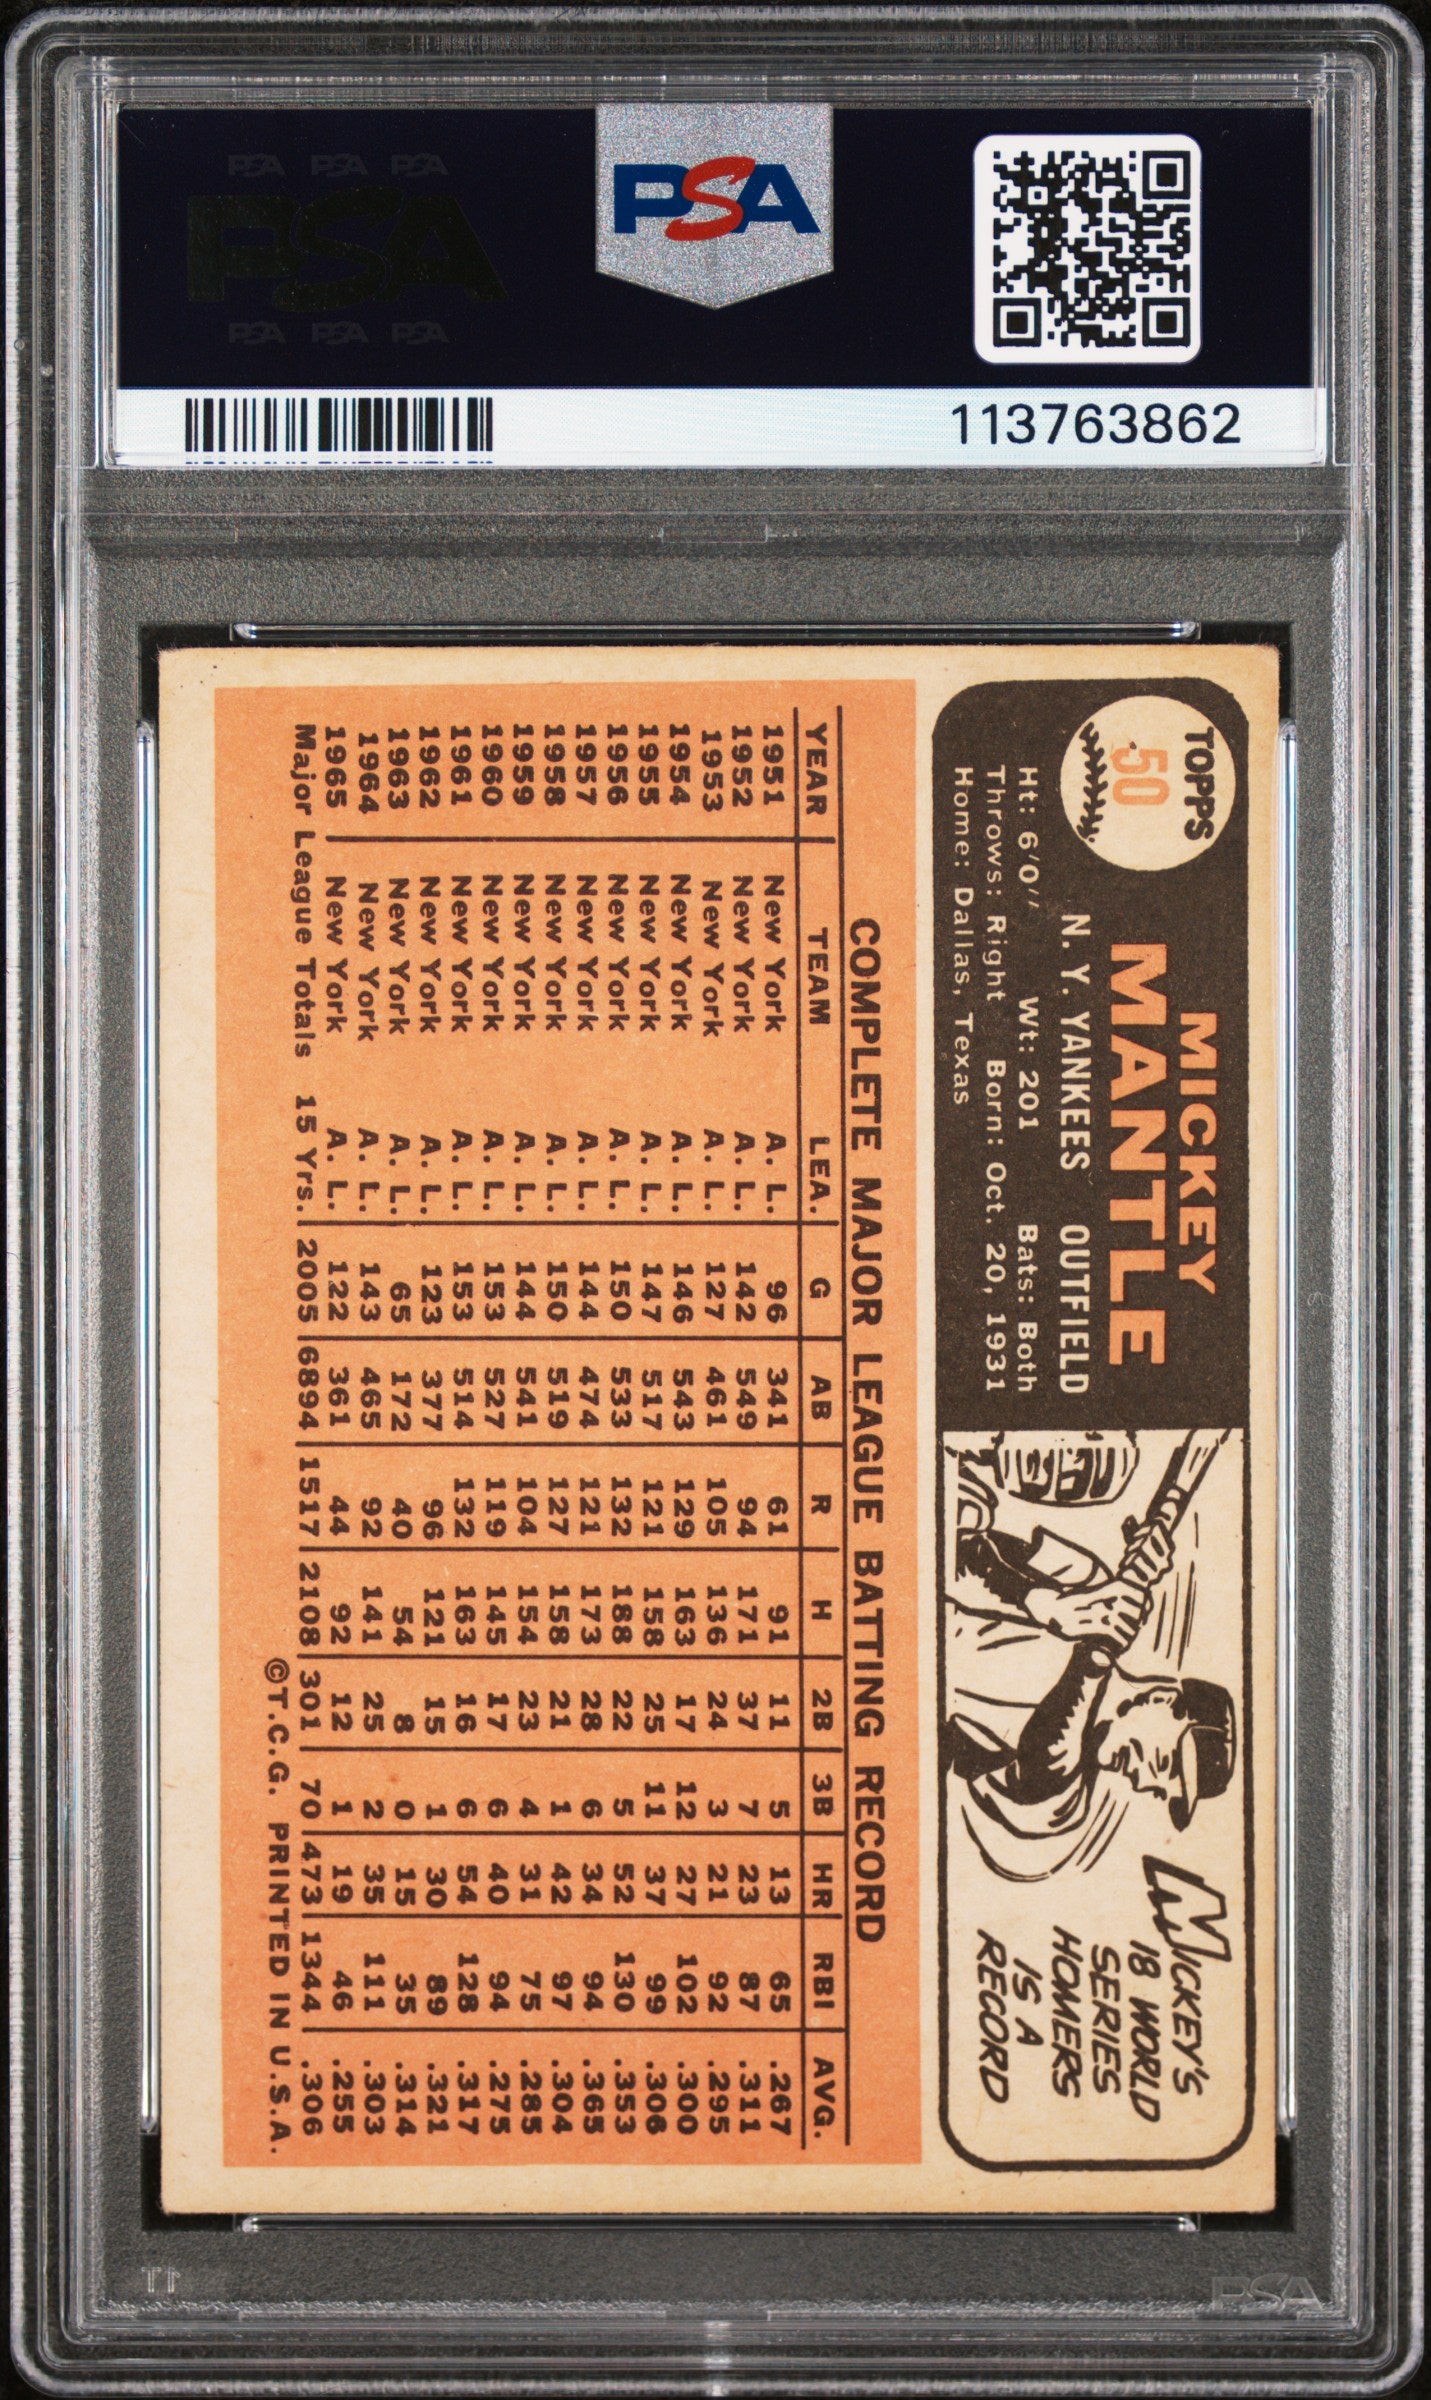 PSA PSA PSA
PSA
PSA PSA PSA
PSA
113763862
TOPPS
50
MICKEY
MANTLE
N. Y. YANKEES OUTFIELD
Ht: 6'0'' Wt: 201 Bats: Both
Throws: Right Born: Oct. 20, 1931
Home: Dallas, Texas
MICKEY'S
18 WORLD
SERIES
HOMERS
IS A
RECORD
COMPLETE MAJOR LEAGUE BATTING RECORD
YEAR TEAM LEA. G AB R H 2B 3B HR RBI AVG.
1951 New York A. L. 96 341 61 91 11 5 13 65 .267
1952 New York A. L. 142 549 94 171 37 7 23 87 .311
1953 New York A. L. 127 461 105 136 24 3 21 92 .295
1954 New York A. L. 146 543 129 163 17 12 27 102 .300
1955 New York A. L. 147 517 121 158 25 11 37 99 .306
1956 New York A. L. 150 533 132 188 22 5 52 130 .353
1957 New York A. L. 144 474 121 173 28 6 34 94 .365
1958 New York A. L. 150 519 127 158 21 1 42 97 .304
1959 New York A. L. 144 541 104 154 23 4 31 75 .285
1960 New York A. L. 153 527 119 145 17 6 40 94 .275
1961 New York A. L. 153 514 132 163 16 6 54 128 .317
1962 New York A. L. 123 377 96 121 15 1 30 89 .321
1963 New York A. L. 65 172 40 54 8 0 15 35 .314
1964 New York A. L. 143 465 92 141 25 2 35 111 .303
1965 New York A. L. 122 361 44 92 12 1 19 46 .255
Major League Totals 15 Yrs. 2005 6894 1517 2108 301 70 473 1344 .306
©T.C.G. PRINTED IN U.S.A.
PSA